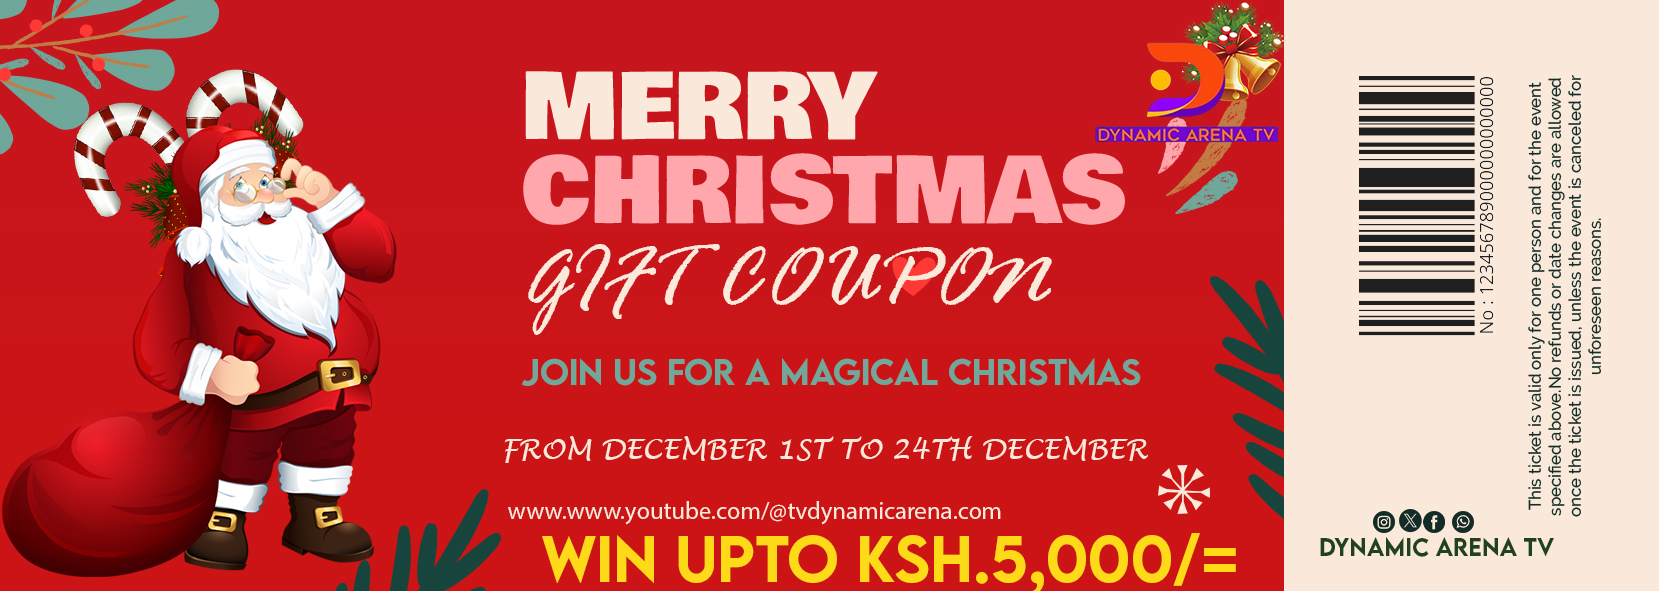 MERRY
CHRISTMAS
GIFT COUPON
JOIN US FOR A MAGICAL CHRISTMAS
FROM DECEMBER 1ST TO 24TH DECEMBER
www.www.youtube.com/@tvdynamicarena.com
WIN UPTO KSH.5,000/=
DYNAMIC ARENA TV
No : 12345678900000000000000
This ticket is valid only for one person and for the event
specified above.No refunds or date changes are allowed
once the ticket is issued, unless the event is canceled for
unforeseen reasons.
DYNAMIC ARENA TV